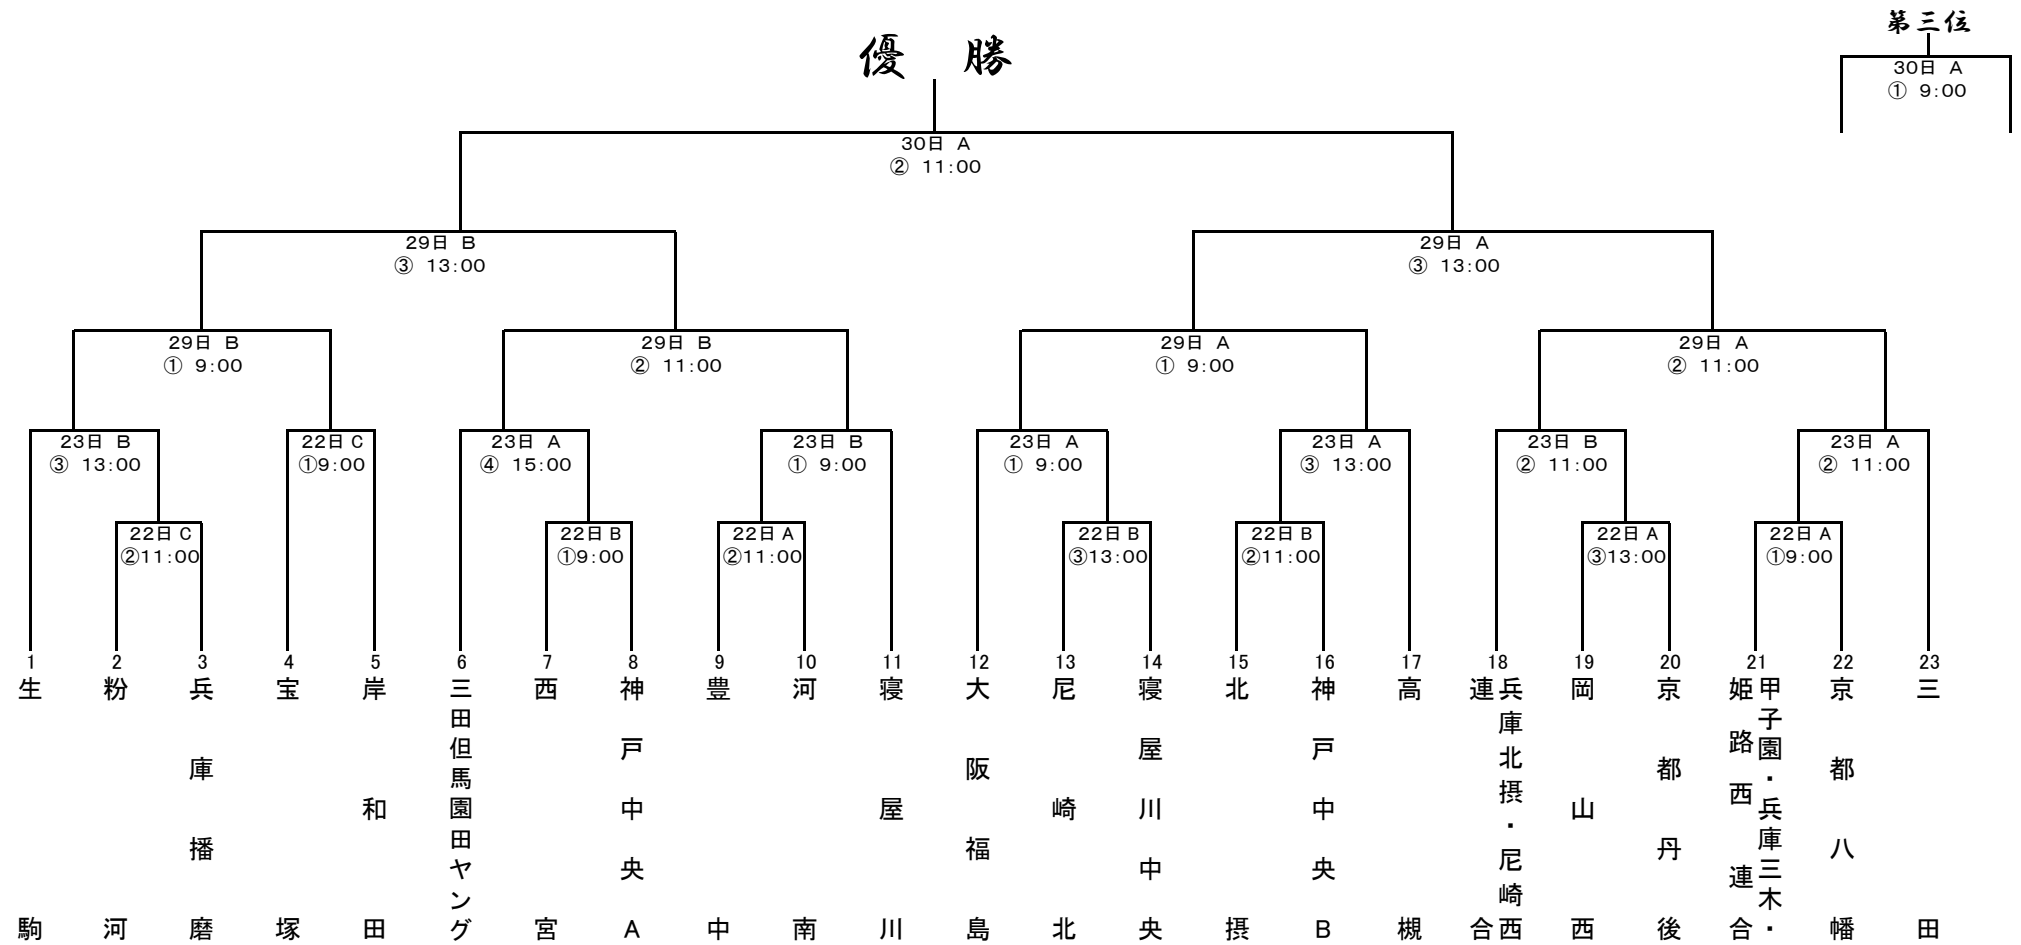 優 勝
第三位
30日 A
① 9:00
30日 A
② 11:00
29日 B
③ 13:00
29日 A
③ 13:00
29日 B
① 9:00
29日 B
② 11:00
29日 A
① 9:00
29日 A
② 11:00
23日 B
③ 13:00
22日 C
①9:00
23日 A
④ 15:00
23日 B
① 9:00
23日 A
① 9:00
23日 A
③ 13:00
23日 B
② 11:00
23日 A
② 11:00
22日 C
②11:00
22日 B
①9:00
22日 A
②11:00
22日 B
③13:00
22日 B
②11:00
22日 A
③13:00
22日 A
①9:00
1
生駒
2
粉河
3
兵庫播磨
4
宝塚
5
岸和田
6
三田但馬園田ヤング
7
西宮
8
神戸中央A
9
豊中
10
河南
11
寝屋川
12
大阪福島
13
尼崎北
14
寝屋川中央
15
北摂
16
神戸中央B
17
高槻
18
兵庫北摂・尼崎西
連合
19
岡山西
20
京都丹後
21
甲子園・兵庫三木・
姫路西連合
22
京都八幡
23
三田